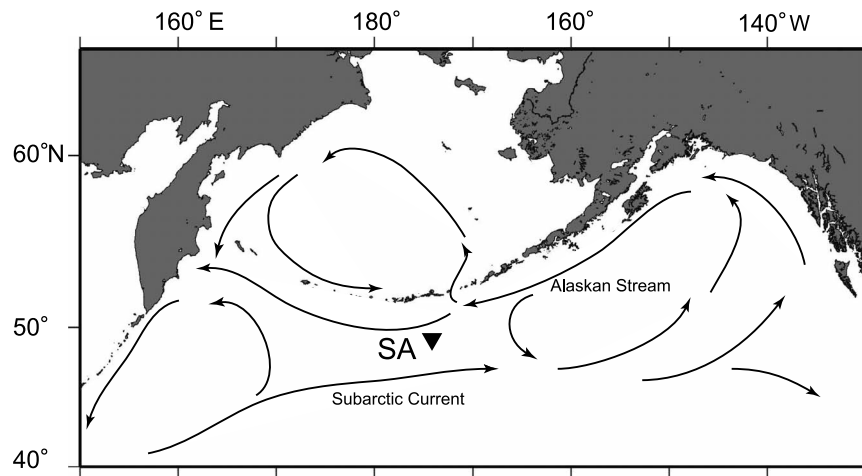 160° E 180° 160° 140° W
60°N
Alaskan Stream
50°
SA
Subarctic Current
40°